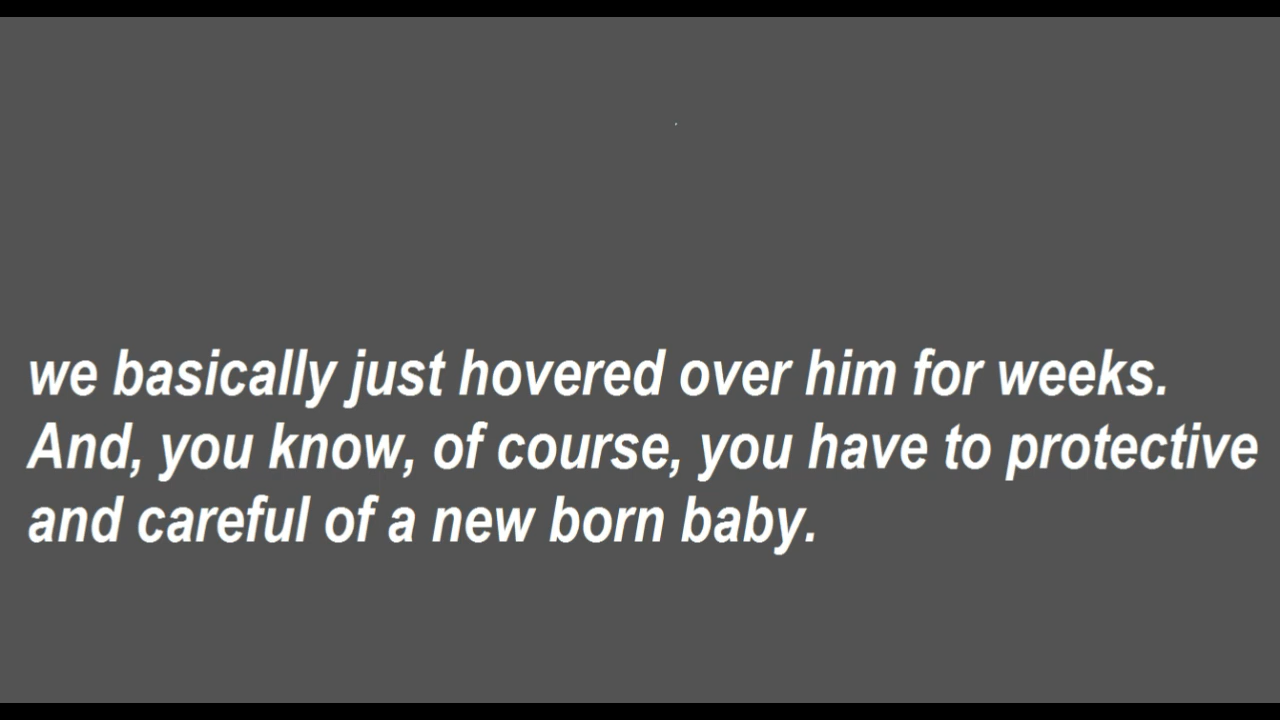 we basically just hovered over him for weeks.
And, you know, of course, you have to protective
and careful of a new born baby.